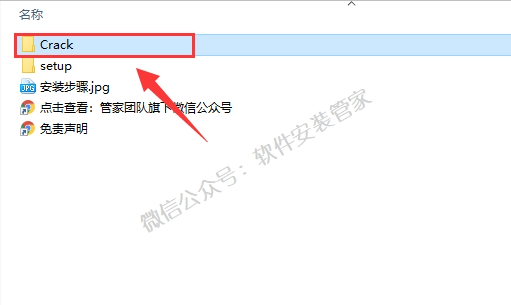 名称
Crack
setup
JPG
安装步骤.jpg
点击查看：管家团队旗下微信公众号
免责声明
微信公众号：软件安装管家